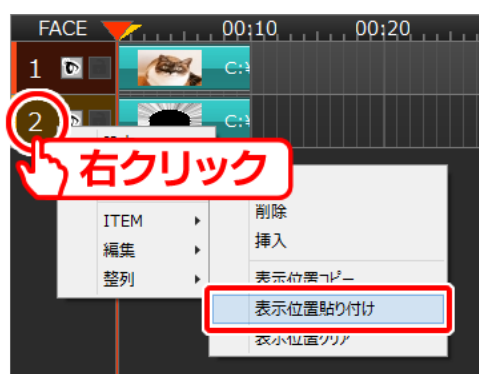 FACE 00:10 00:20
1 C:¥
2 C:¥
右クリック
ITEM
削除
編集
挿入
整列
表示位置コピー
表示位置貼り付け
表示位置クリア